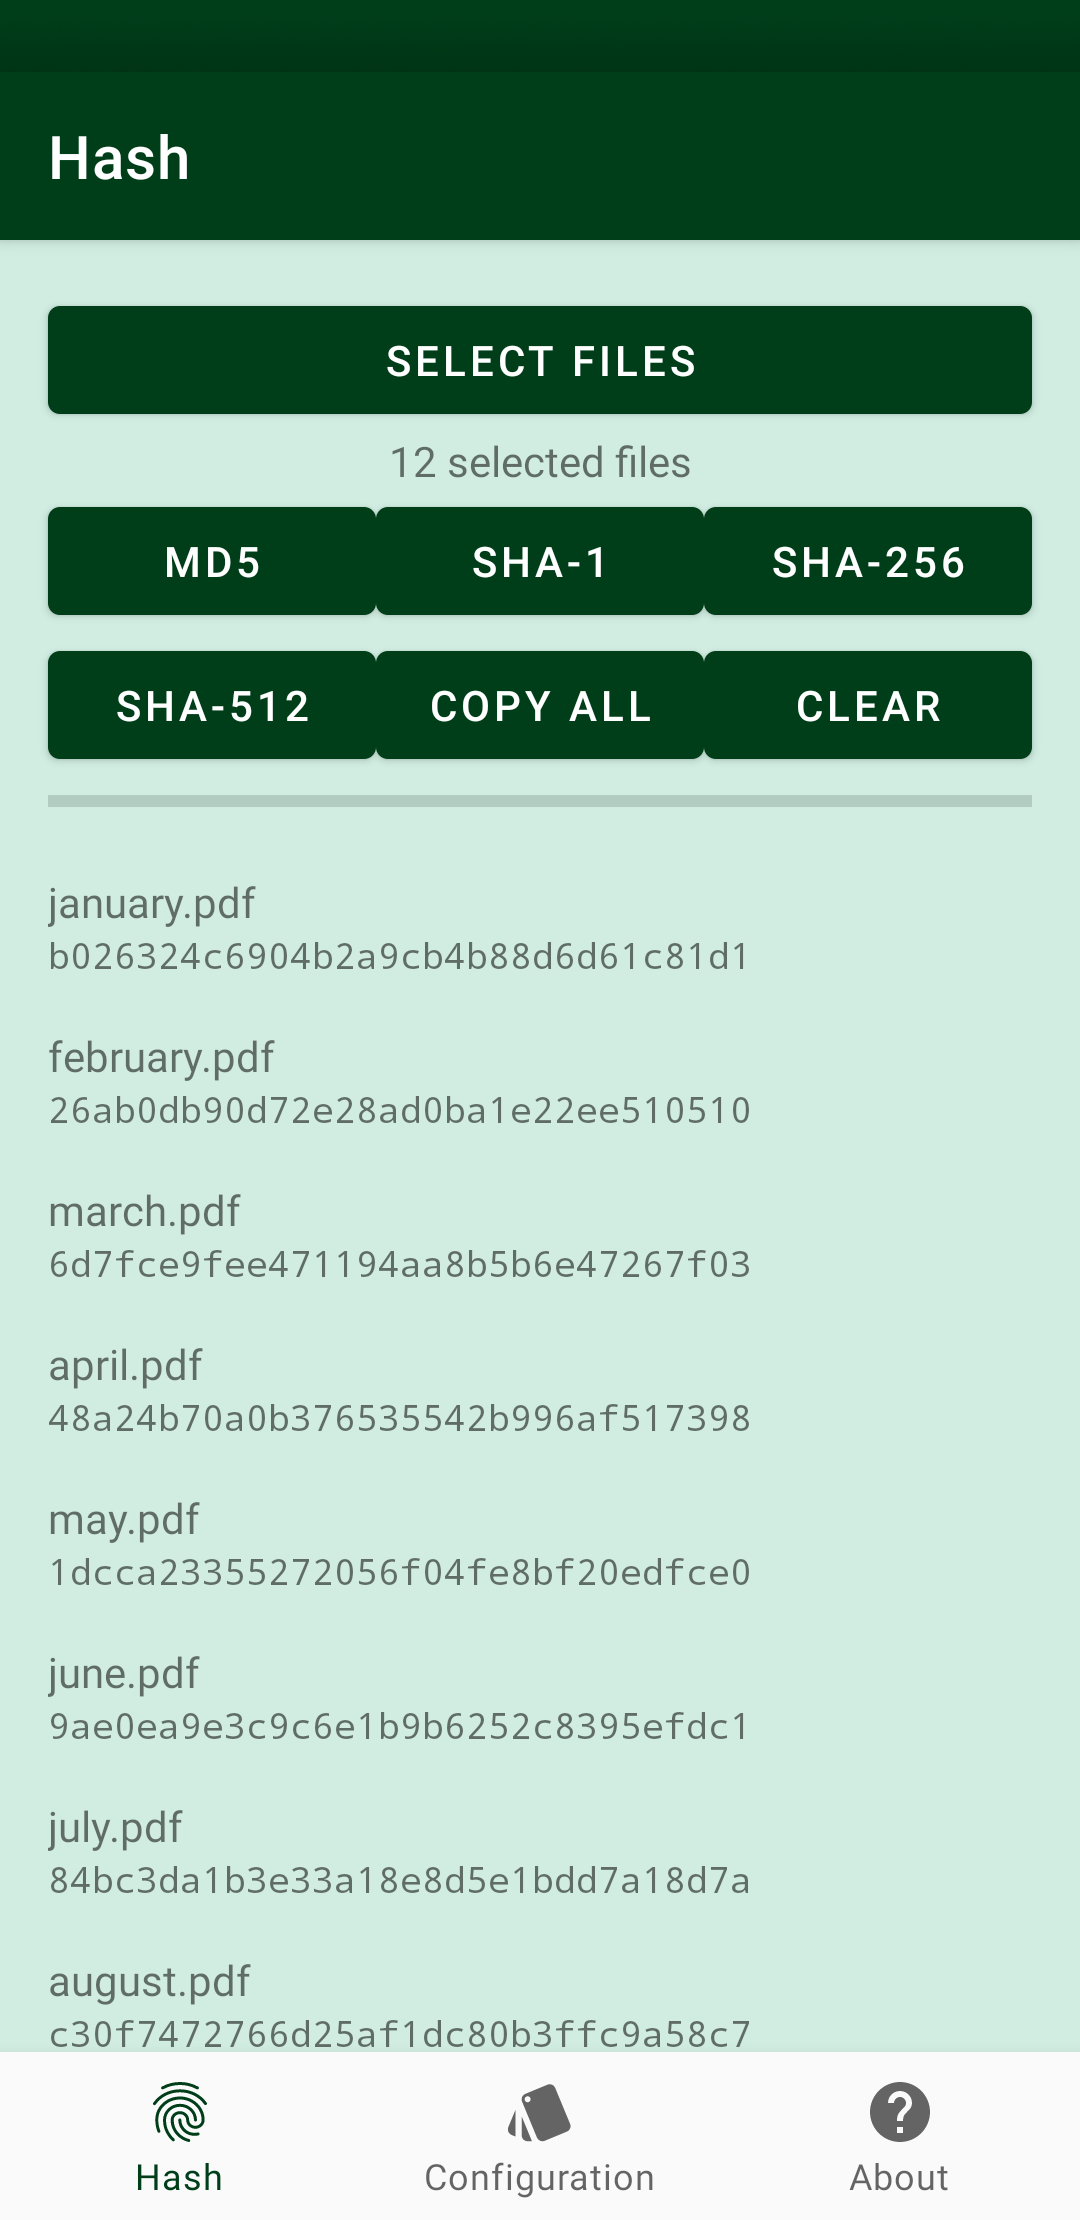 Hash
SELECT FILES
12 selected files
MD5 SHA-1 SHA-256
SHA-512 COPY ALL CLEAR
january.pdf
b026324c6904b2a9cb4b88d6d61c81d1
february.pdf
26ab0db90d72e28ad0ba1e22ee510510
march.pdf
6d7fce9fee471194aa8b5b6e47267f03
april.pdf
48a24b70a0b376535542b996af517398
may.pdf
1dcca23355272056f04fe8bf20edfce0
june.pdf
9ae0ea9e3c9c6e1b9b6252c8395efdc1
july.pdf
84bc3da1b3e33a18e8d5e1bdd7a18d7a
august.pdf
c30f7472766d25af1dc80b3ffc9a58c7
Hash Configuration About